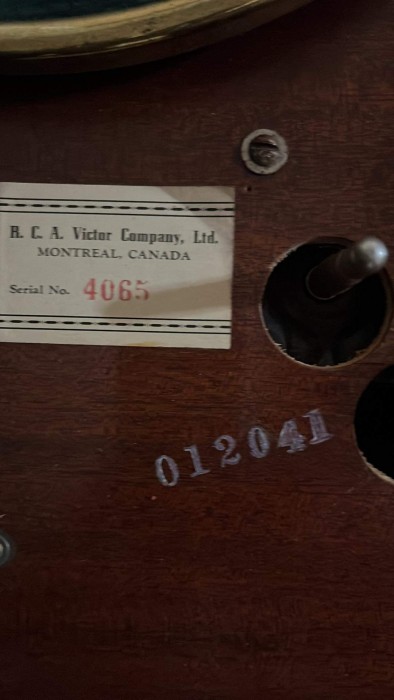 R. C. A. Victor Company, Ltd.
MONTREAL, CANADA
Serial No. 4065
012041